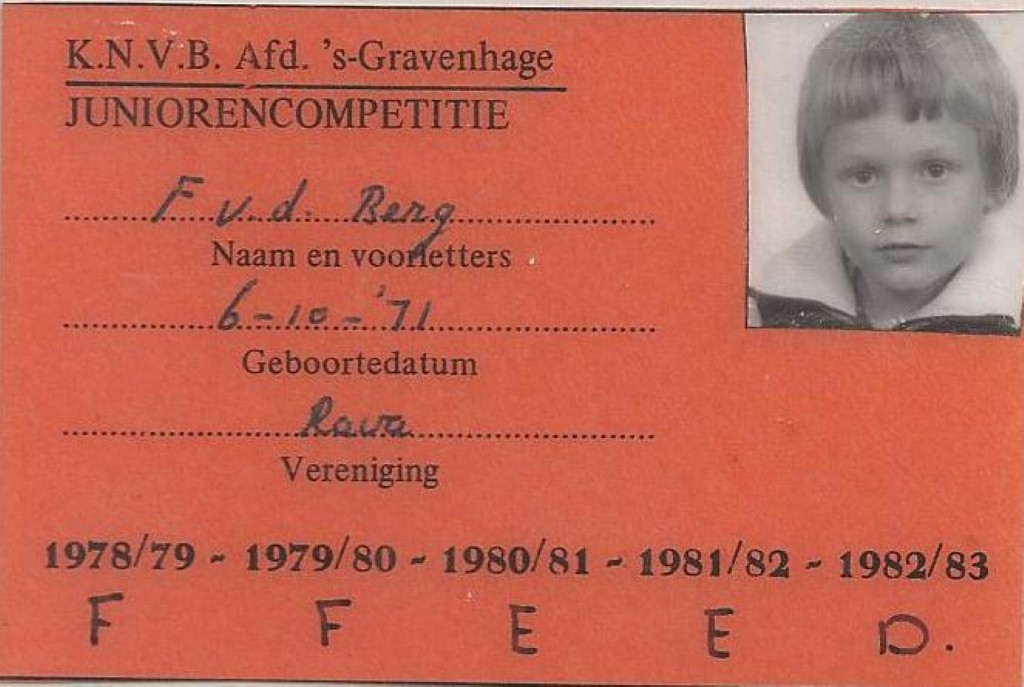 K.N.V.B. Afd. 's-Gravenhage
JUNIORENCOMPETITIE
F v.d. Berg
Naam en voorletters
6-10-'71
Geboortedatum
Rava
Vereniging
1978/79 - 1979/80 - 1980/81 - 1981/82 - 1982/83
F F E E D.